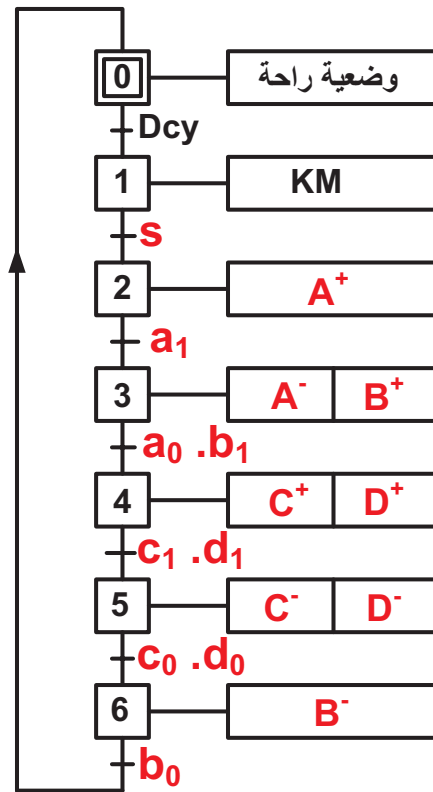 0 وضعية راحة
Dcy
1 KM
s
2 A⁺
a₁
3 A⁻ B⁺
a₀ .b₁
4 C⁺ D⁺
c₁ .d₁
5 C⁻ D⁻
c₀ .d₀
6 B⁻
b₀